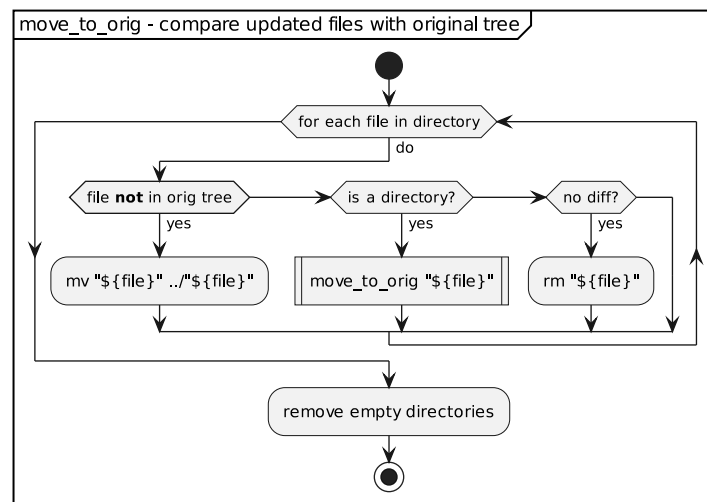 move_to_orig - compare updated files with original tree
for each file in directory
do
file not in orig tree
is a directory?
no diff?
yes
yes
yes
mv "${file}" ../"${file}"
move_to_orig "${file}"
rm "${file}"
remove empty directories